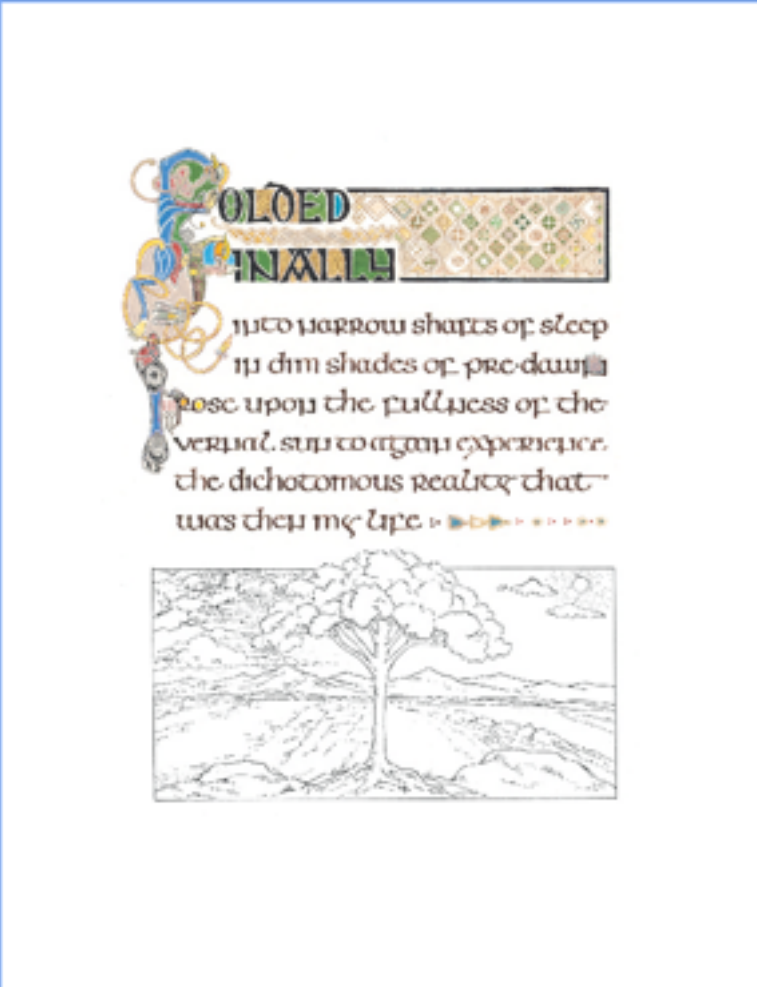 FOLDED
FINALLY
into narrow shafts of sleep
in dim shades of pre·dawn
rose upon the fullness of the
vernal sun to again experience
the dichotomous reality that
was then my life